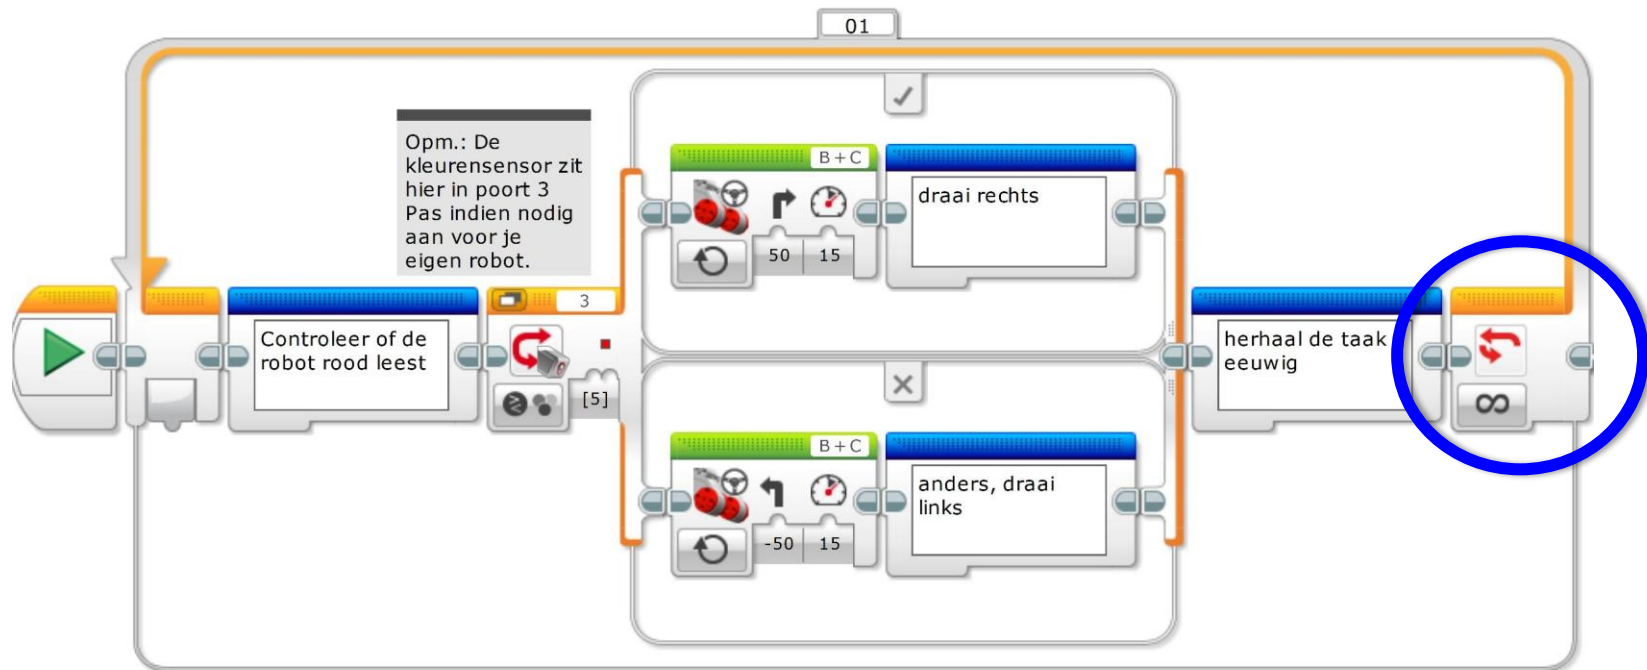 01
Opm.: De
kleurensensor zit
hier in poort 3
Pas indien nodig
aan voor je
eigen robot.
Controleer of de
robot rood leest
3
[5]
B + C
50 15
draai rechts
B + C
-50 15
anders, draai
links
herhaal de taak
eeuwig
∞